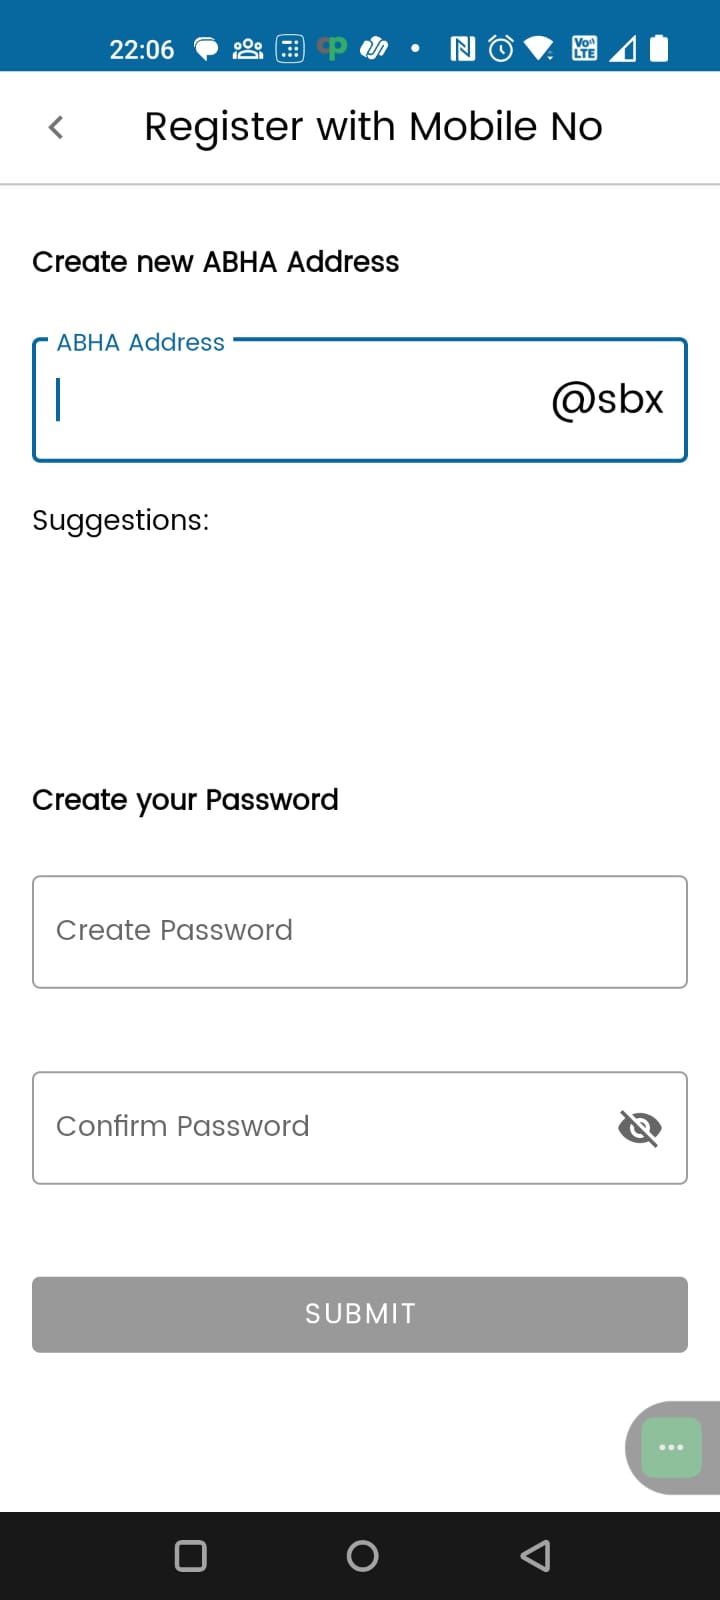 22:06
Register with Mobile No
Create new ABHA Address
ABHA Address
@sbx
Suggestions:
Create your Password
Create Password
Confirm Password
SUBMIT